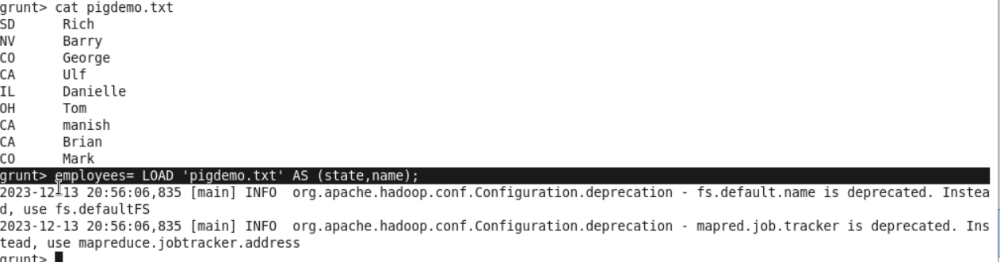 grunt> cat pigdemo.txt
SD Rich
NV Barry
CO George
CA Ulf
IL Danielle
OH Tom
CA manish
CA Brian
CO Mark
grunt> employees= LOAD 'pigdemo.txt' AS (state,name);
2023-12-13 20:56:06,835 [main] INFO org.apache.hadoop.conf.Configuration.deprecation - fs.default.name is deprecated. Instea
d, use fs.defaultFS
2023-12-13 20:56:06,835 [main] INFO org.apache.hadoop.conf.Configuration.deprecation - mapred.job.tracker is deprecated. Ins
tead, use mapreduce.jobtracker.address
grunt>